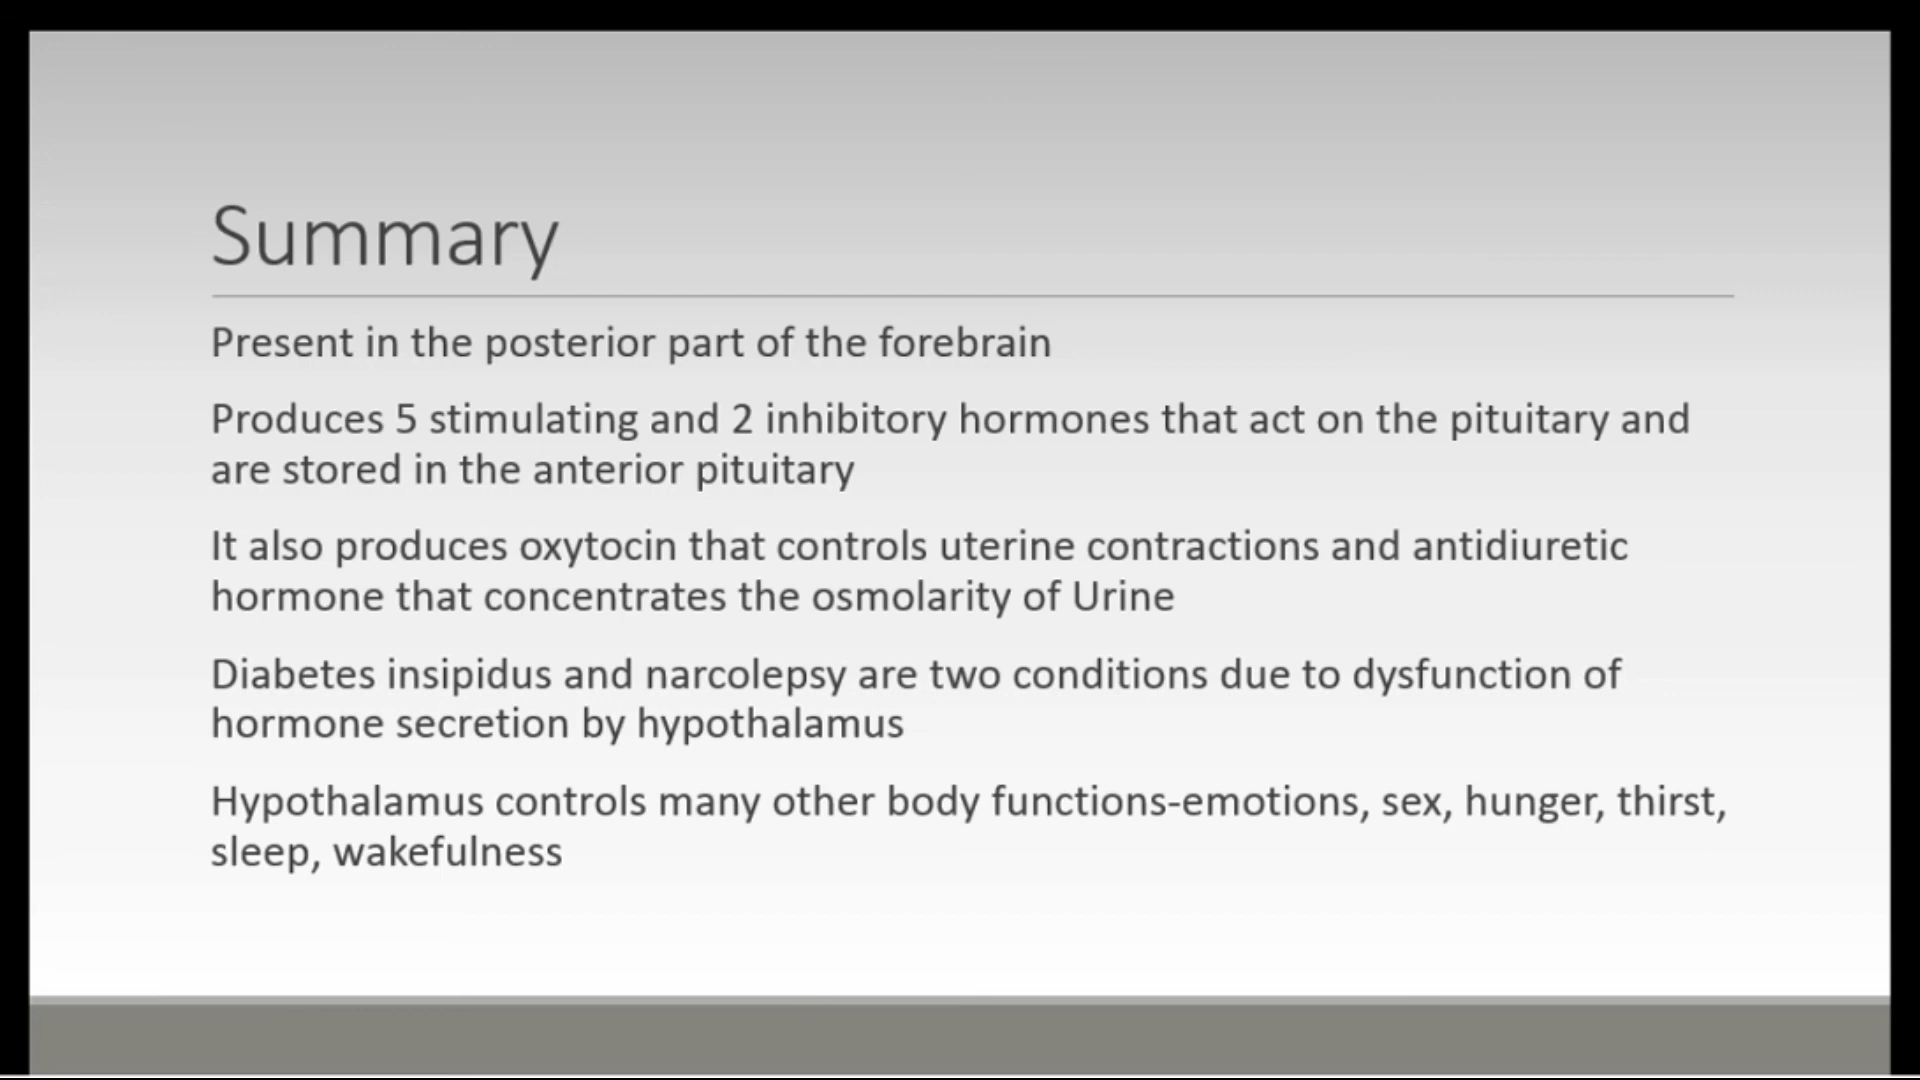 Summary
Present in the posterior part of the forebrain
Produces 5 stimulating and 2 inhibitory hormones that act on the pituitary and
are stored in the anterior pituitary
It also produces oxytocin that controls uterine contractions and antidiuretic
hormone that concentrates the osmolarity of Urine
Diabetes insipidus and narcolepsy are two conditions due to dysfunction of
hormone secretion by hypothalamus
Hypothalamus controls many other body functions-emotions, sex, hunger, thirst,
sleep, wakefulness